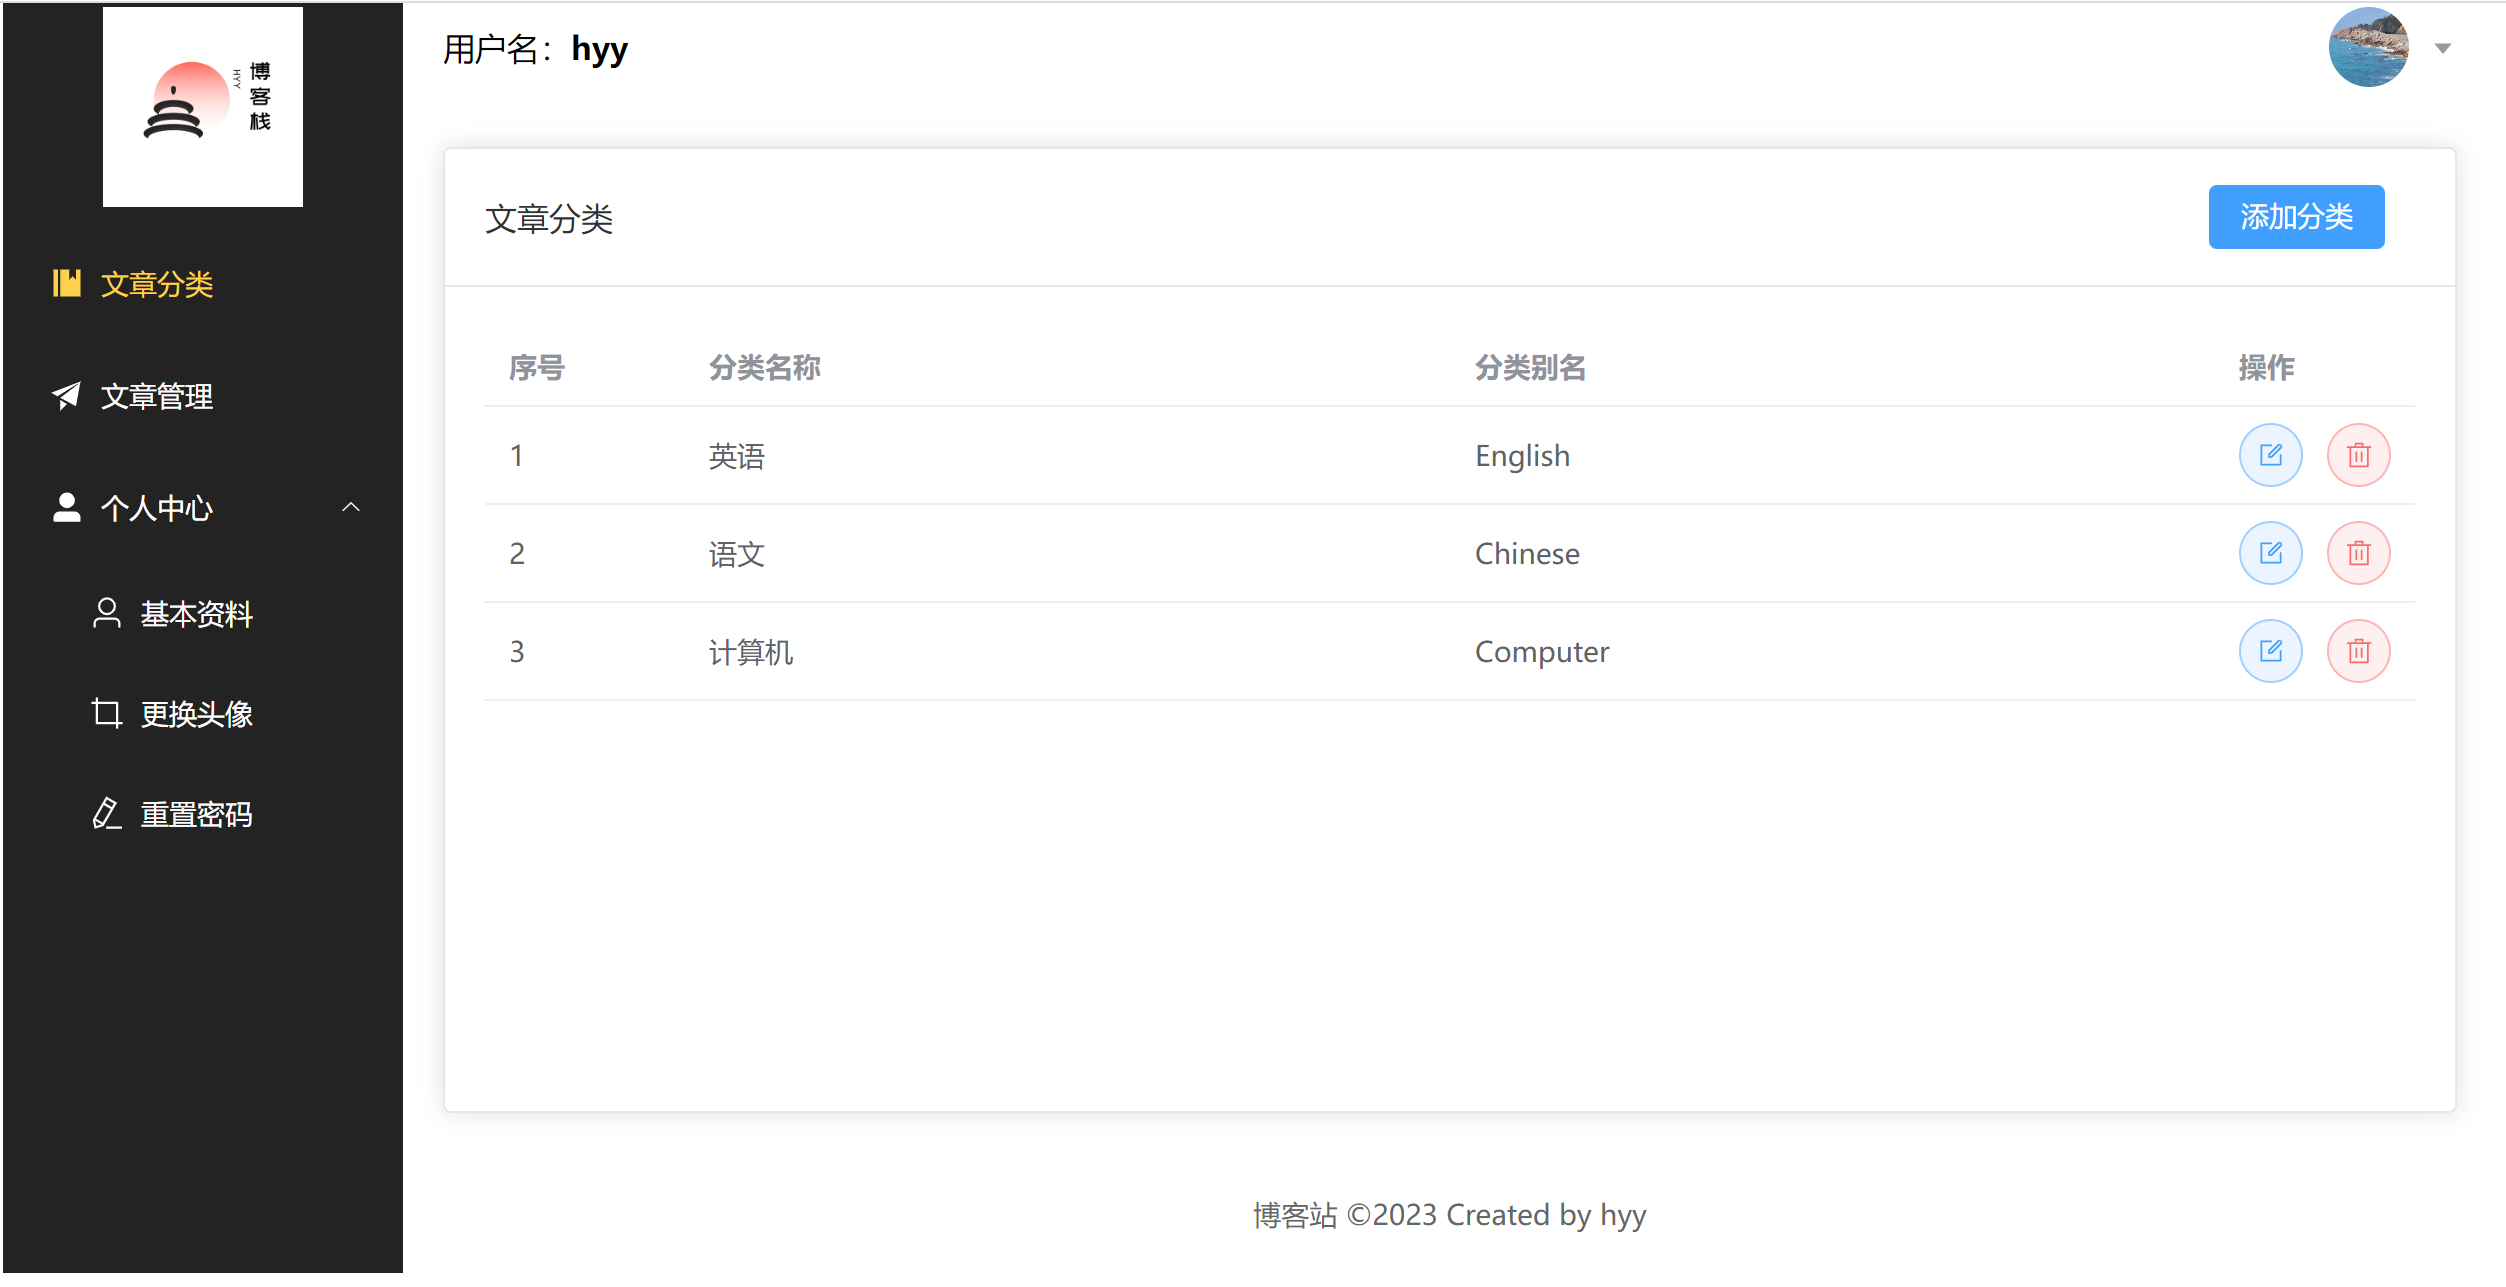 博客栈
HYY
文章分类
文章管理
个人中心
基本资料
更换头像
重置密码
用户名：hyy
文章分类 添加分类
序号 分类名称 分类别名 操作
1 英语 English
2 语文 Chinese
3 计算机 Computer
博客站 ©2023 Created by hyy